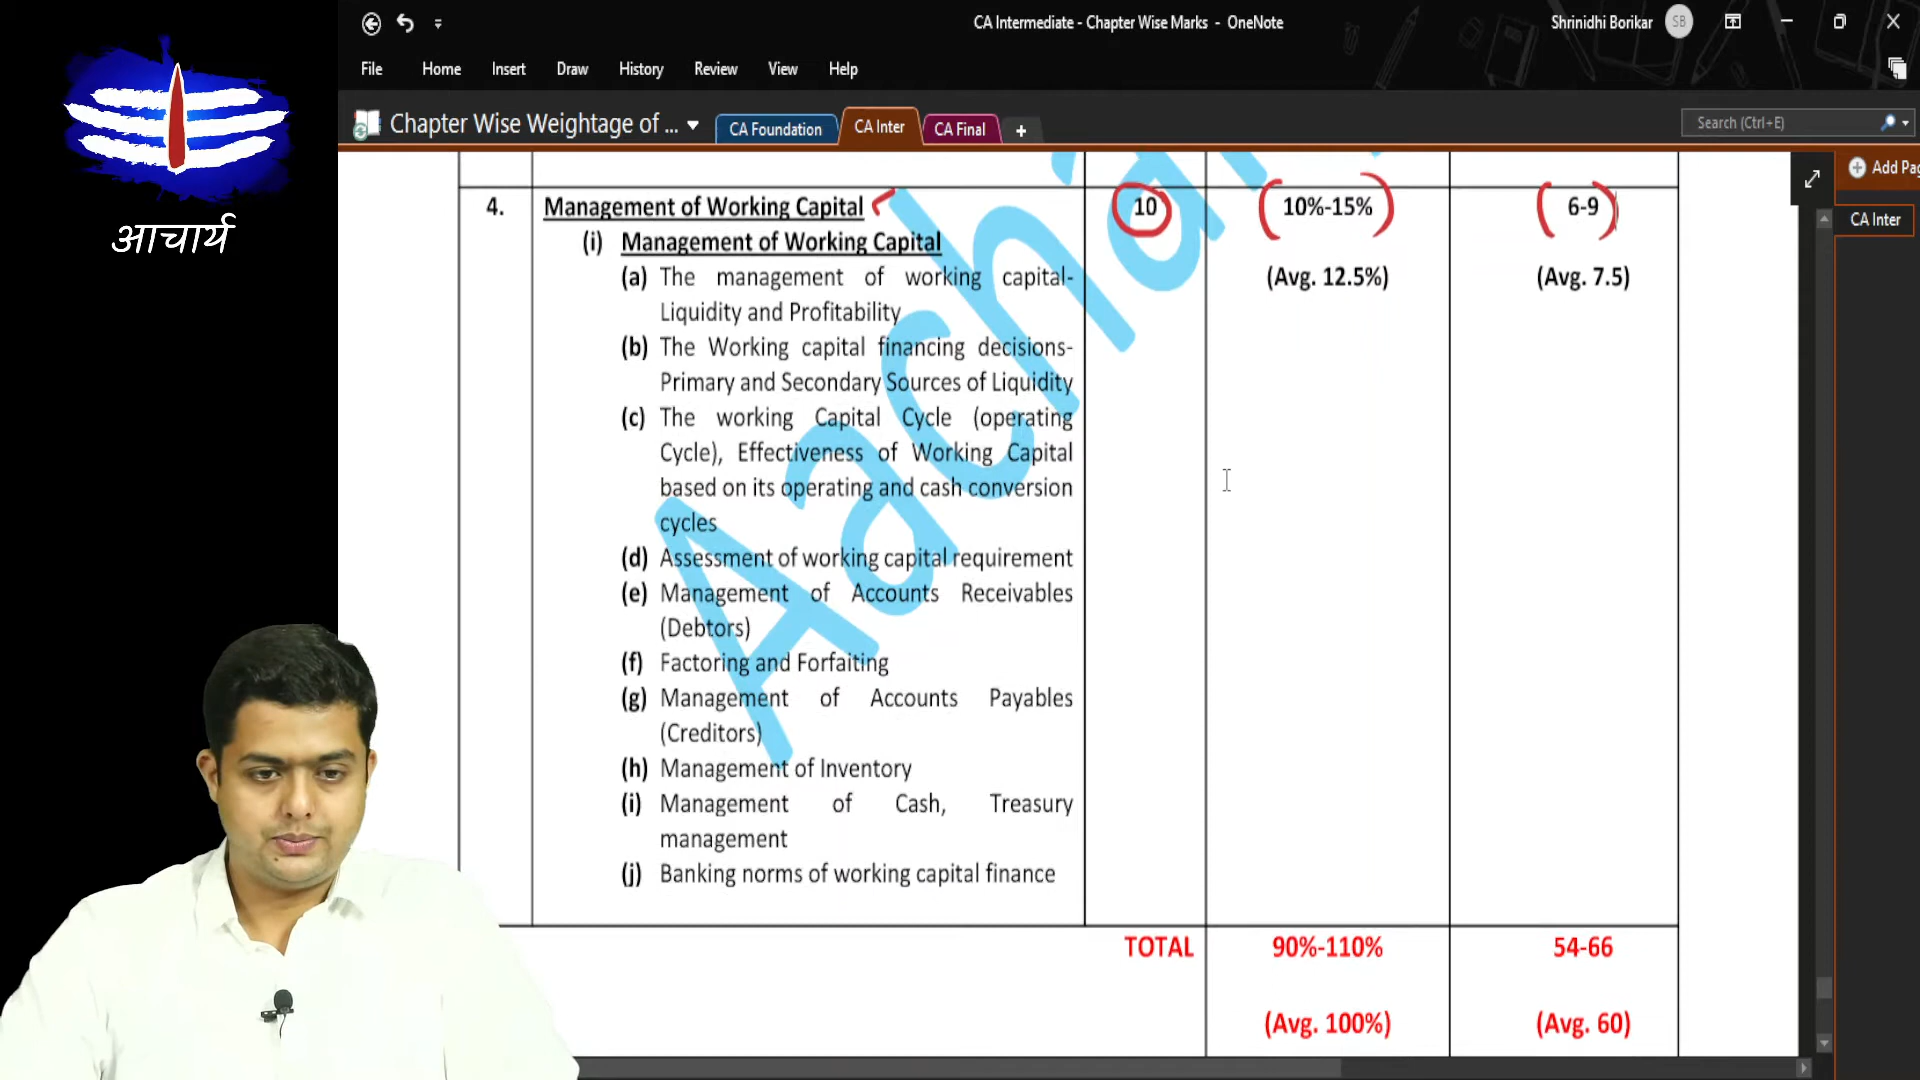 CA Intermediate - Chapter Wise Marks - OneNote
Shrinidhi Borikar
SB
File Home Insert Draw History Review View Help
Chapter Wise Weightage of ...
CA Foundation
CA Inter
CA Final
Search (Ctrl+E)
Add Pag
CA Inter
आचार्य
4. Management of Working Capital 10 10%-15% 6-9
(i) Management of Working Capital
(a) The management of working capital- (Avg. 12.5%) (Avg. 7.5)
Liquidity and Profitability
(b) The Working capital financing decisions-
Primary and Secondary Sources of Liquidity
(c) The working Capital Cycle (operating
Cycle), Effectiveness of Working Capital
based on its operating and cash conversion
cycles
(d) Assessment of working capital requirement
(e) Management of Accounts Receivables
(Debtors)
(f) Factoring and Forfaiting
(g) Management of Accounts Payables
(Creditors)
(h) Management of Inventory
(i) Management of Cash, Treasury
management
(j) Banking norms of working capital finance
TOTAL 90%-110% 54-66
(Avg. 100%) (Avg. 60)
Aachar